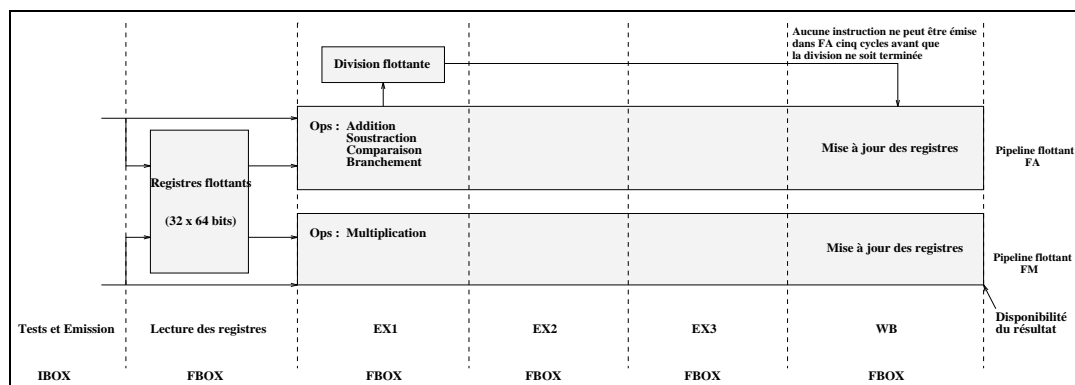 Aucune instruction ne peut être émise
dans FA cinq cycles avant que
la division ne soit terminée
Division flottante
Ops : Addition
Soustraction
Comparaison
Branchement
Mise à jour des registres
Pipeline flottant
FA
Registres flottants
(32 x 64 bits)
Ops : Multiplication
Mise à jour des registres
Pipeline flottant
FM
Disponibilité
du résultat
Tests et Emission Lecture des registres EX1 EX2 EX3 WB
IBOX FBOX FBOX FBOX FBOX FBOX